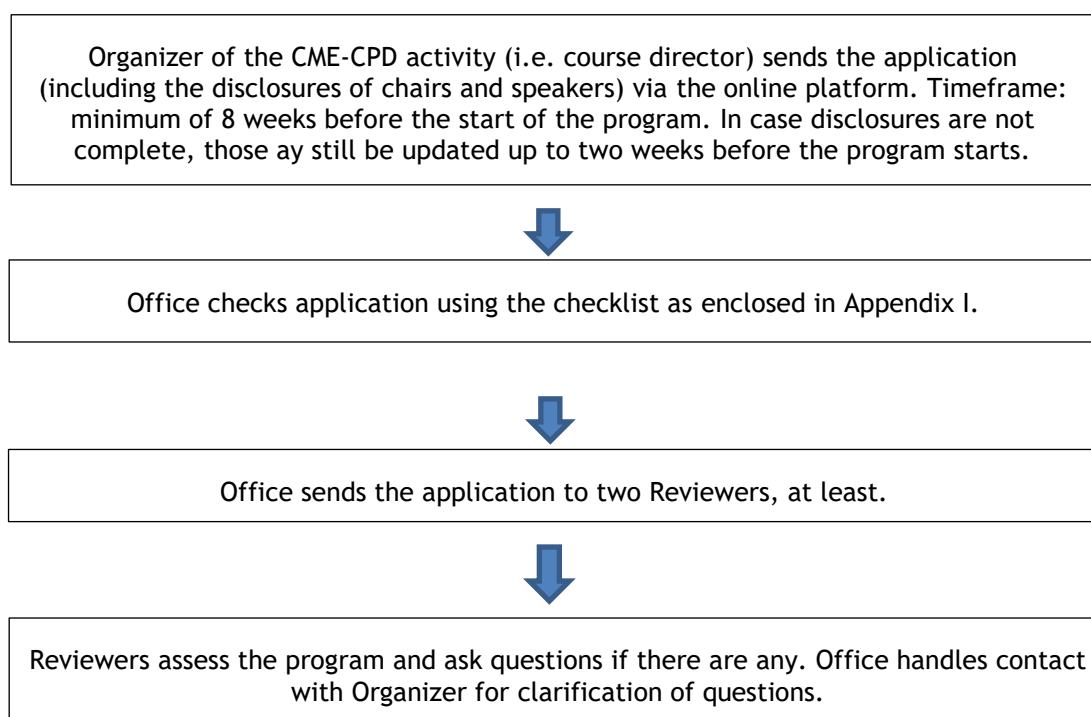 Organizer of the CME-CPD activity (i.e. course director) sends the application
(including the disclosures of chairs and speakers) via the online platform. Timeframe:
minimum of 8 weeks before the start of the program. In case disclosures are not
complete, those ay still be updated up to two weeks before the program starts.
Office checks application using the checklist as enclosed in Appendix I.
Office sends the application to two Reviewers, at least.
Reviewers assess the program and ask questions if there are any. Office handles contact
with Organizer for clarification of questions.